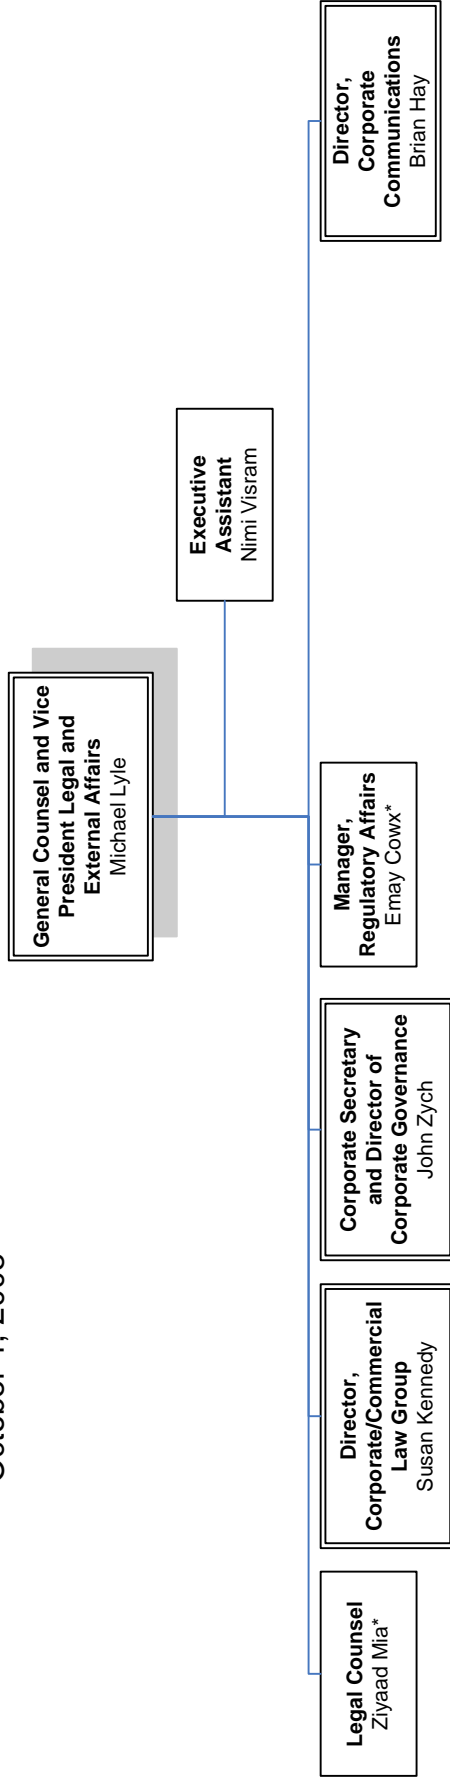 October
General Counsel and Vice
President Legal and
External Affairs
Michael Lyle
Executive
Assistant
Nimi Visram
Legal Counsel
Ziyaad Mia*
Director,
Corporate/Commercial
Law Group
Susan Kennedy
Corporate Secretary
and Director of
Corporate Governance
John Zych
Manager,
Regulatory Affairs
Emay Cowx*
Director,
Corporate
Communications
Brian Hay